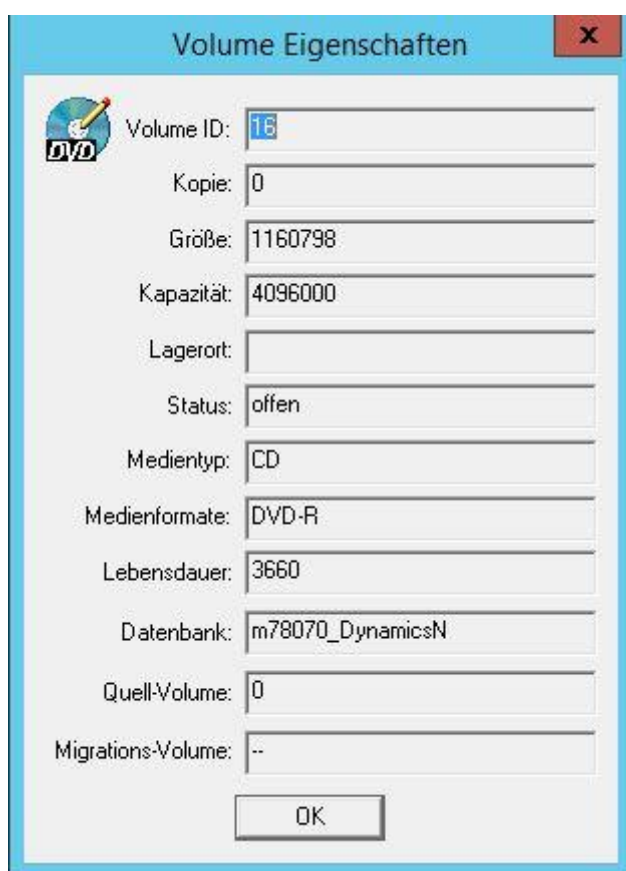 Volume Eigenschaften
x
DVD
Volume ID: 16
Kopie: 0
Größe: 1160798
Kapazität: 4096000
Lagerort:
Status: offen
Medientyp: CD
Medienformate: DVD-R
Lebensdauer: 3660
Datenbank: m78070_DynamicsN
Quell-Volume: 0
Migrations-Volume: --
OK